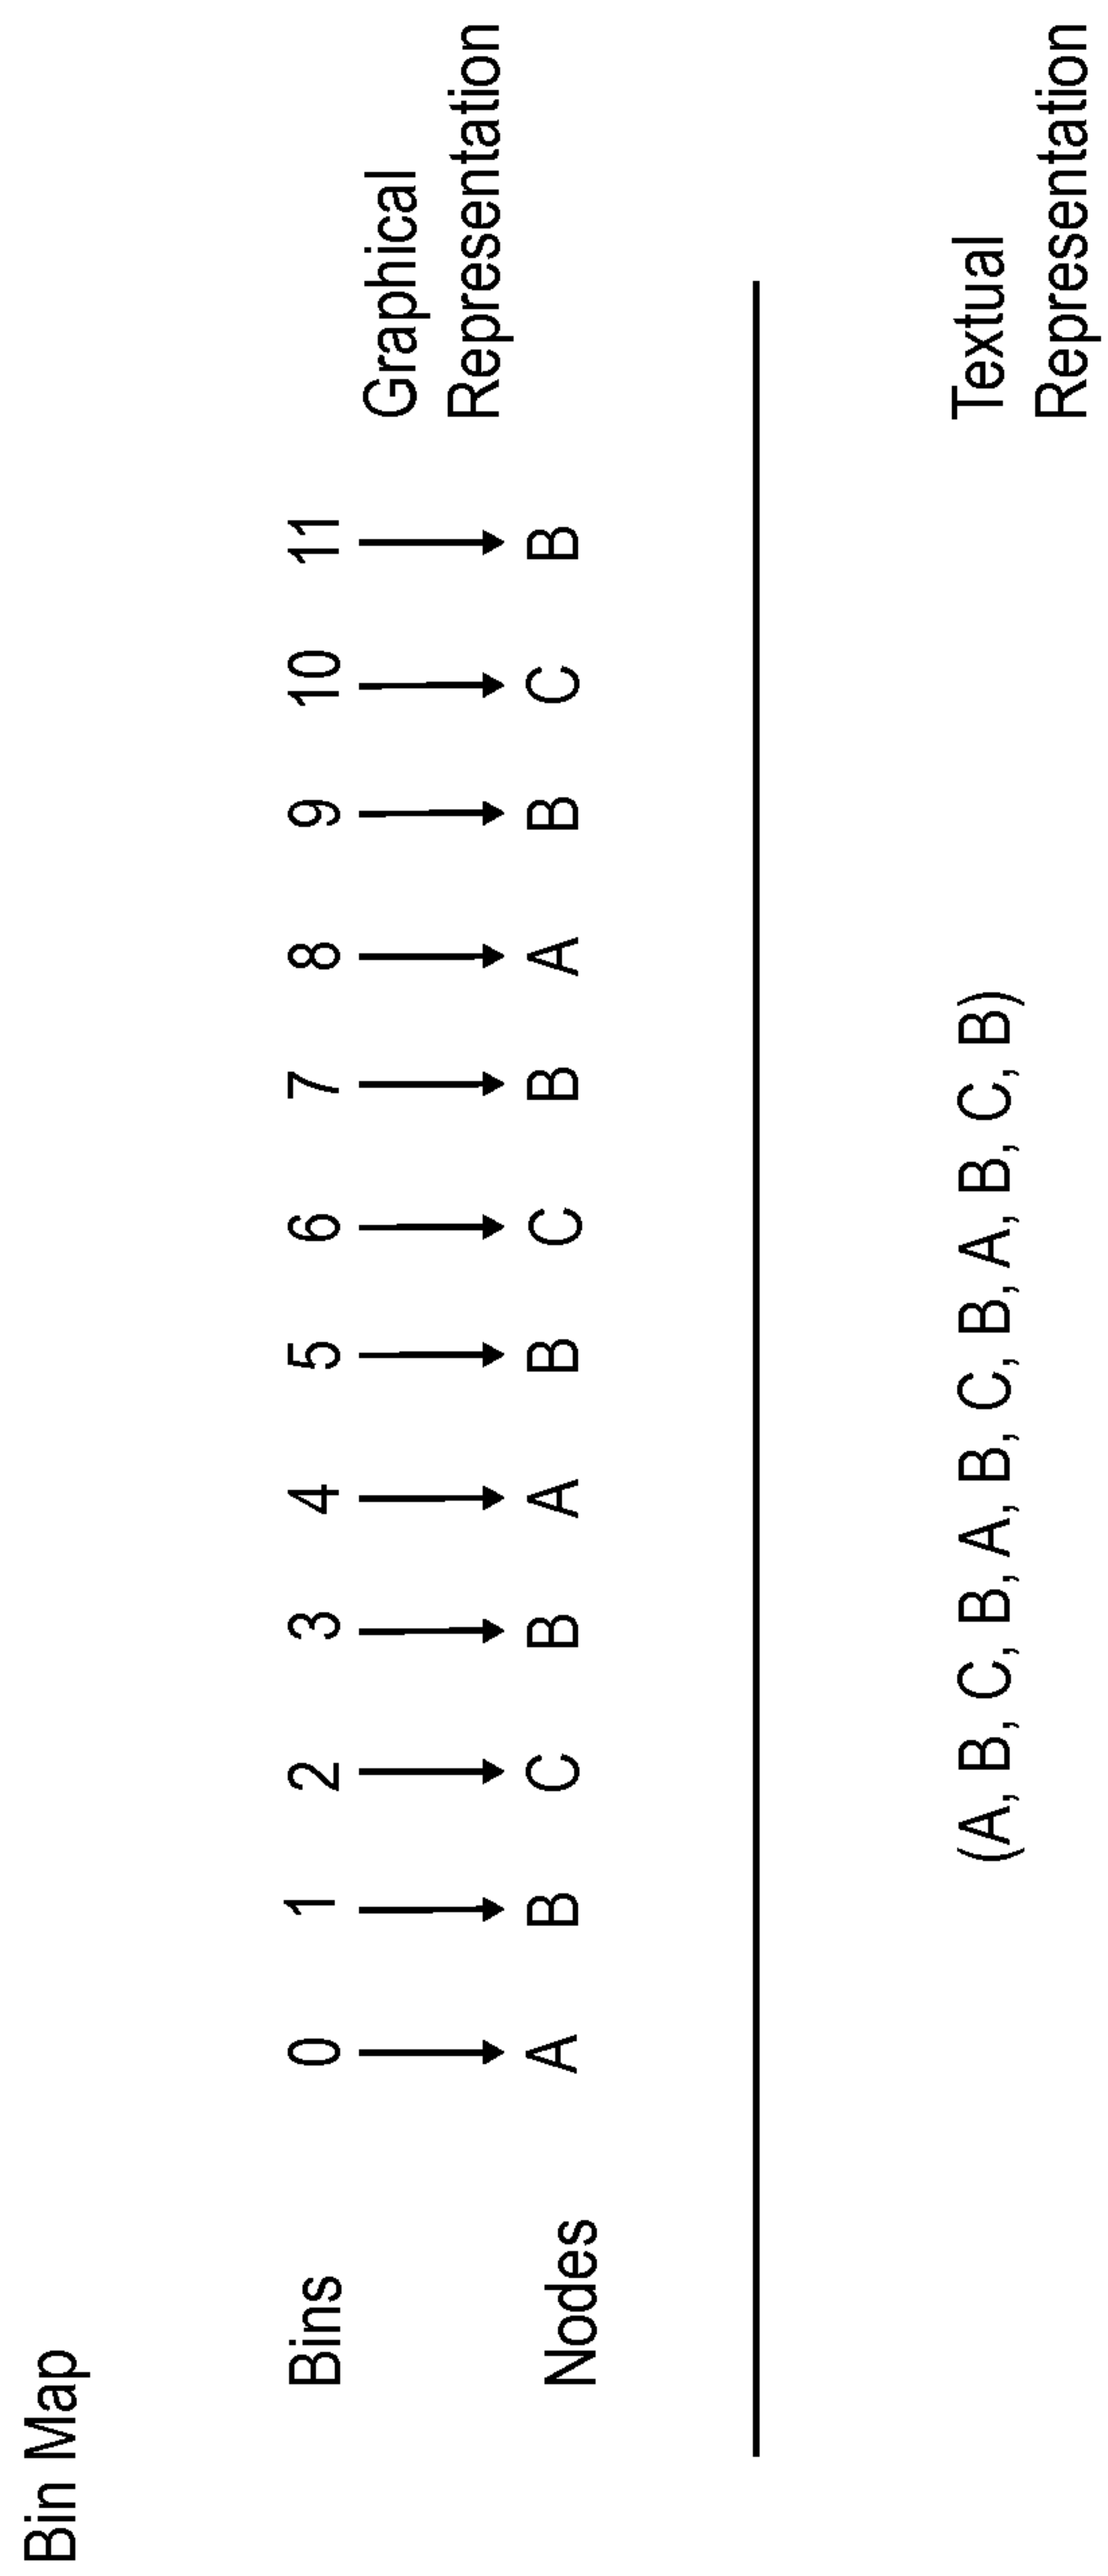 Bin Map
Bins 0 1 2 3 4 5 6 7 8 9 10 11
Graphical
Representation
Nodes A B C B A B C B A B C B
(A, B, C, B, A, B, C, B, A, B, C, B)
Textual
Representation